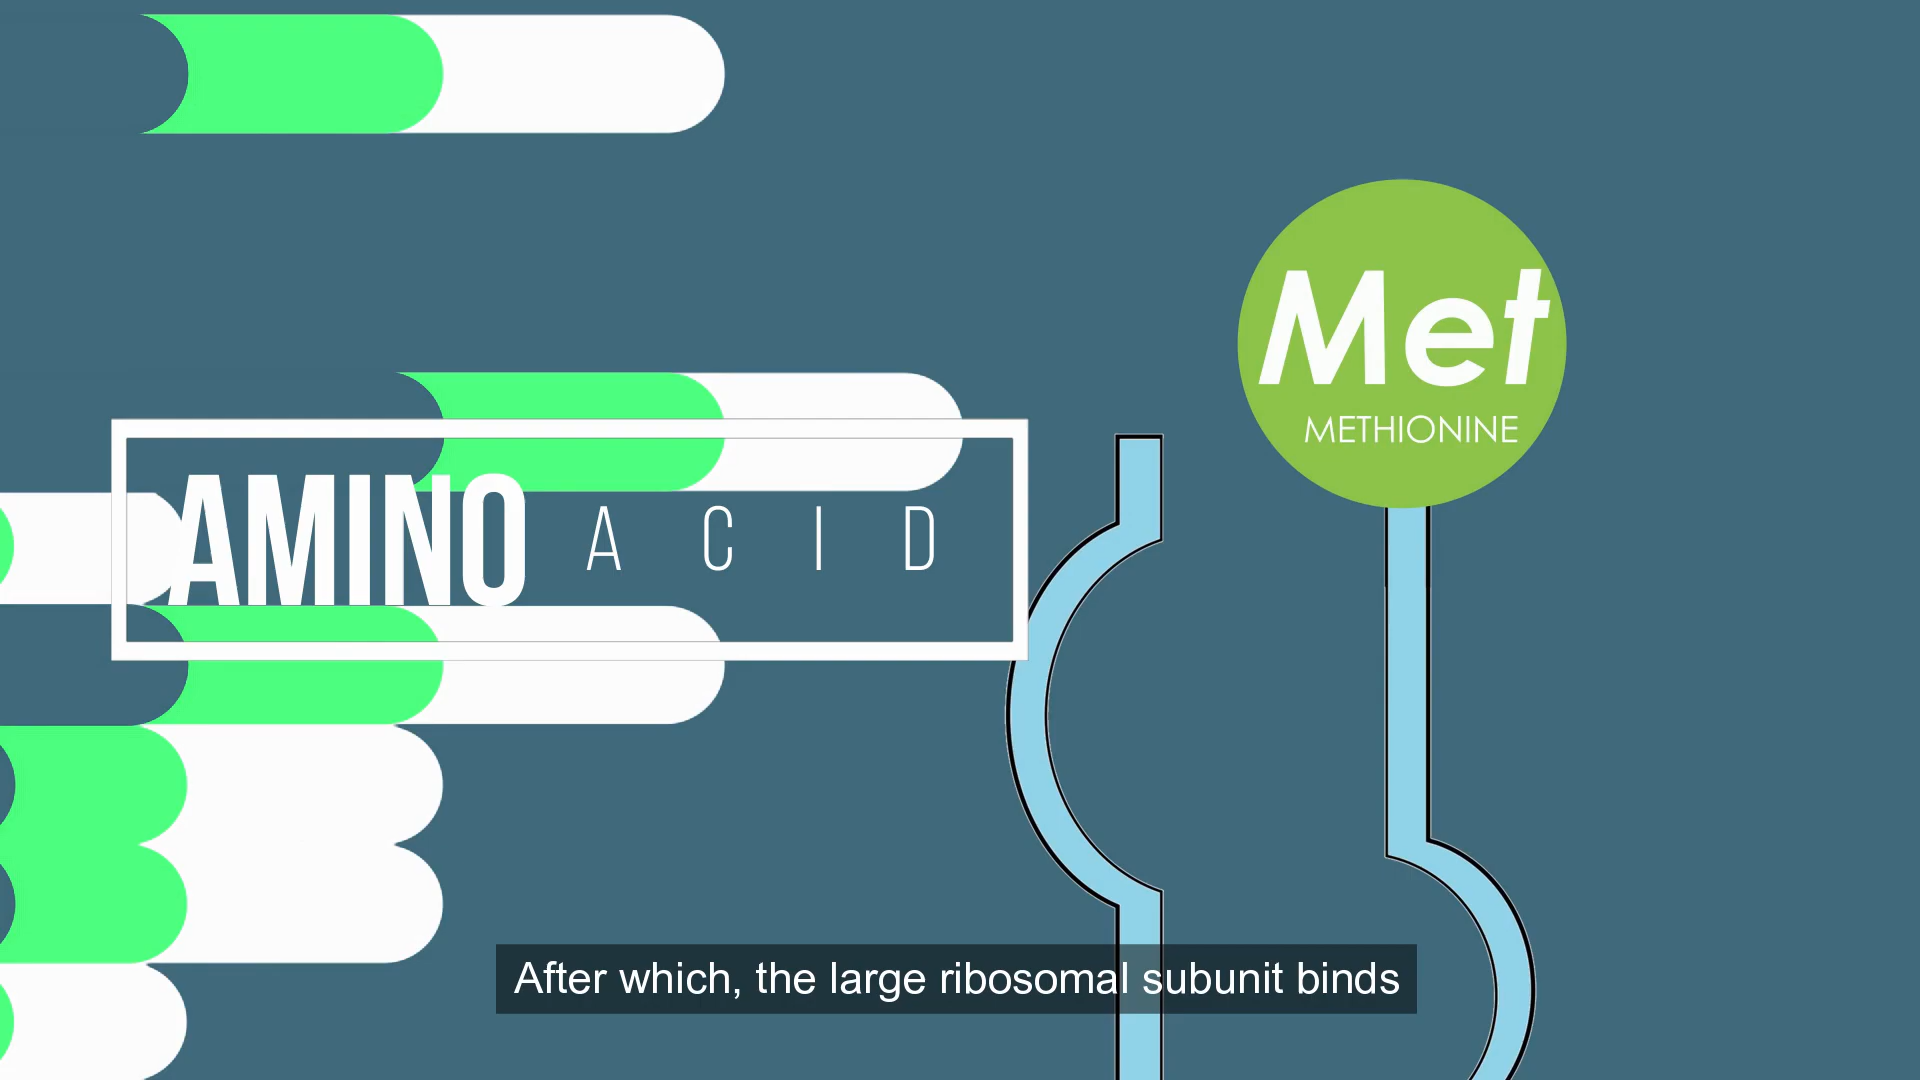 Met
METHIONINE
AMINO ACID
After which, the large ribosomal subunit binds